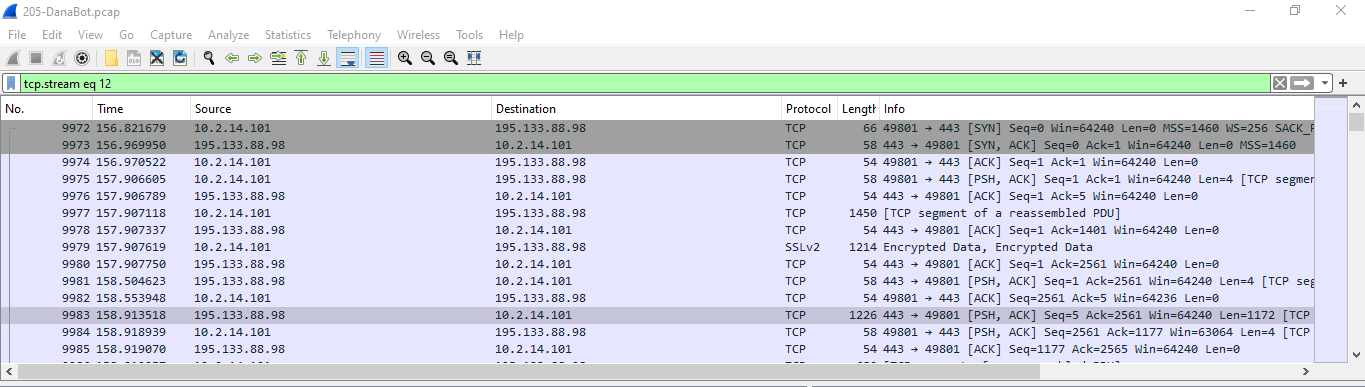 205-DanaBot.pcap
File Edit View Go Capture Analyze Statistics Telephony Wireless Tools Help
tcp.stream eq 12
No. Time Source Destination Protocol Length Info
9972 156.821679 10.2.14.101 195.133.88.98 TCP 66 49801 → 443 [SYN] Seq=0 Win=64240 Len=0 MSS=1460 WS=256 SACK_
9973 156.969950 195.133.88.98 10.2.14.101 TCP 58 443 → 49801 [SYN, ACK] Seq=0 Ack=1 Win=64240 Len=0 MSS=1460
9974 156.970522 10.2.14.101 195.133.88.98 TCP 54 49801 → 443 [ACK] Seq=1 Ack=1 Win=64240 Len=0
9975 157.906605 10.2.14.101 195.133.88.98 TCP 58 49801 → 443 [PSH, ACK] Seq=1 Ack=1 Win=64240 Len=4 [TCP segmen
9976 157.906789 195.133.88.98 10.2.14.101 TCP 54 443 → 49801 [ACK] Seq=1 Ack=5 Win=64240 Len=0
9977 157.907118 10.2.14.101 195.133.88.98 TCP 1450 [TCP segment of a reassembled PDU]
9978 157.907337 195.133.88.98 10.2.14.101 TCP 54 443 → 49801 [ACK] Seq=1 Ack=1401 Win=64240 Len=0
9979 157.907619 10.2.14.101 195.133.88.98 SSLv2 1214 Encrypted Data, Encrypted Data
9980 157.907750 195.133.88.98 10.2.14.101 TCP 54 443 → 49801 [ACK] Seq=1 Ack=2561 Win=64240 Len=0
9981 158.504623 195.133.88.98 10.2.14.101 TCP 58 443 → 49801 [PSH, ACK] Seq=1 Ack=2561 Win=64240 Len=4 [TCP seg
9982 158.553948 10.2.14.101 195.133.88.98 TCP 54 49801 → 443 [ACK] Seq=2561 Ack=5 Win=64236 Len=0
9983 158.913518 195.133.88.98 10.2.14.101 TCP 1226 443 → 49801 [PSH, ACK] Seq=5 Ack=2561 Win=64240 Len=1172 [TCP
9984 158.918939 10.2.14.101 195.133.88.98 TCP 58 49801 → 443 [PSH, ACK] Seq=2561 Ack=1177 Win=63064 Len=4 [TCP
9985 158.919070 195.133.88.98 10.2.14.101 TCP 54 443 → 49801 [ACK] Seq=1177 Ack=2565 Win=64240 Len=0